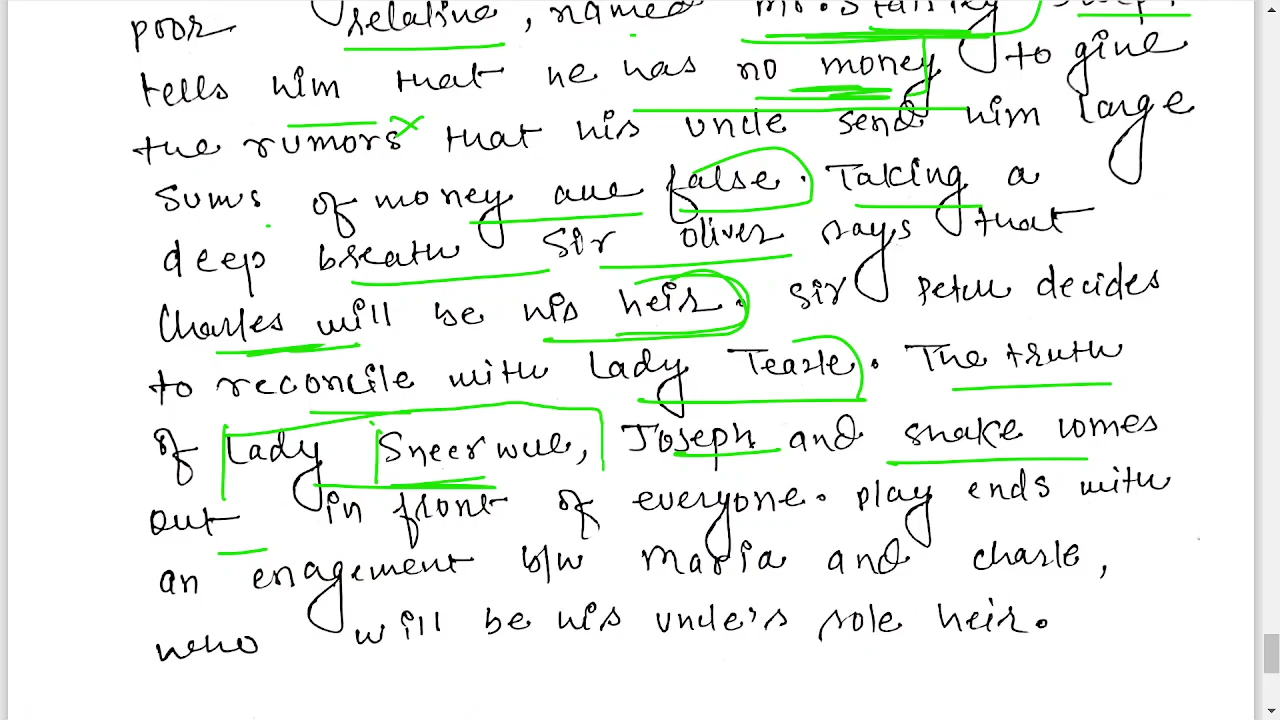 poor relative, named Mr. Stanley
tells him that he has no money to give
the rumors that his uncle send him large
sums of money are false. Taking a
deep breath Sir Oliver says that
Charles will be his heir. Sir Peter decides
to reconcile with Lady Teazle. The truth
of Lady Sneerwell, Joseph and snake comes
out in front of everyone. play ends with
an enagement b/w Maria and charle,
who will be his uncle's sole heir.